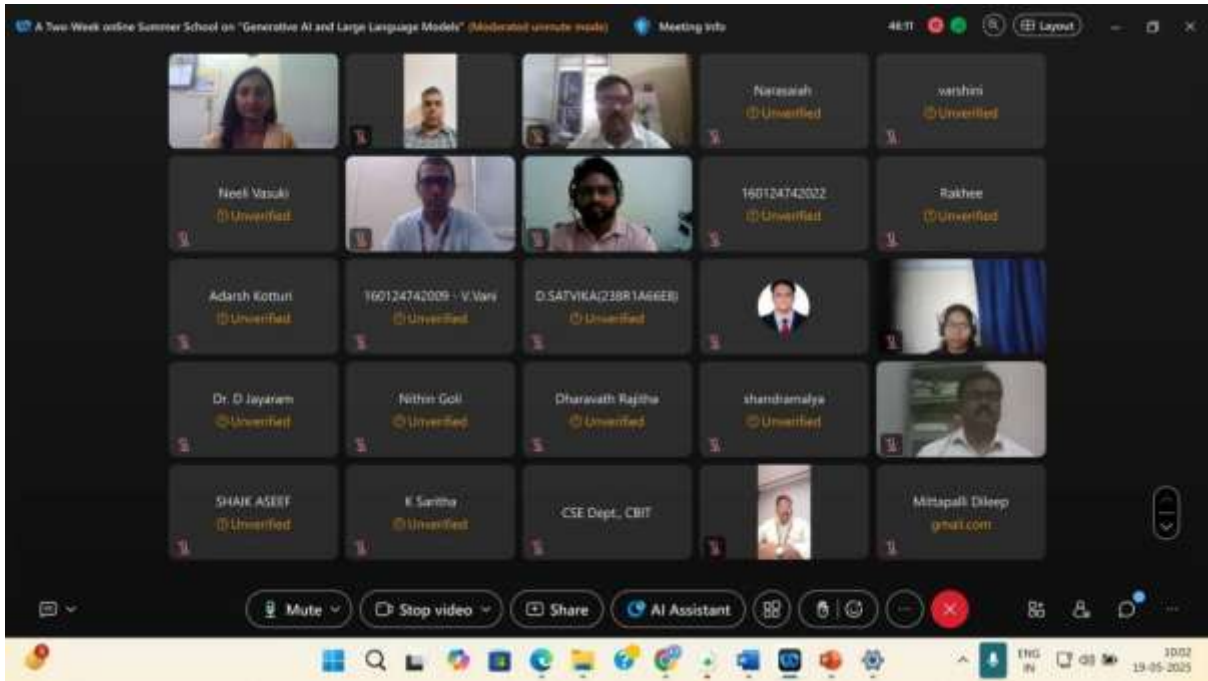 A Two-Week online Summer School on "Generative AI and Large Language Models" (Moderated unmute mode)
Meeting Info
46:11
Layout
Narasaiah
Unverified
varshini
Unverified
Neeli Vasuki
Unverified
160124742022
Unverified
Rakhee
Unverified
Adarsh Kotturi
Unverified
160124742009 - V.Vani
Unverified
D.SATVIKA(23BR1A66E8)
Unverified
Dr. D Jayaram
Unverified
Nithin Goli
Unverified
Dharavath Rajitha
Unverified
shandramalya
Unverified
SHAIK ASEEF
Unverified
K Saritha
Unverified
CSE Dept., CBIT
Mittapalli Dileep
gmail.com
Mute
Stop video
Share
AI Assistant
ENG
IN
10:02
19-05-2025